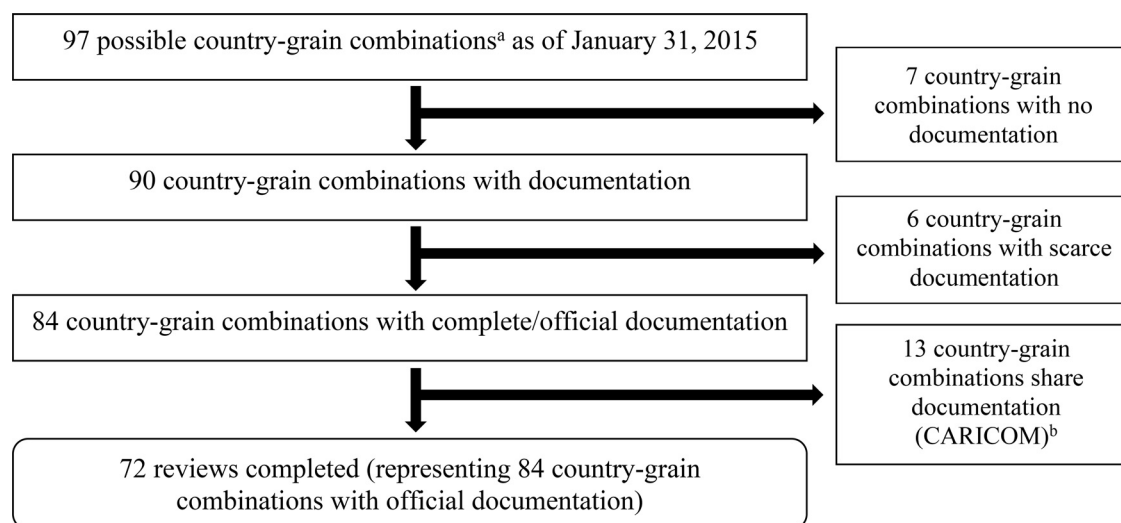 97 possible country-grain combinationsᵃ as of January 31, 2015
7 country-grain
combinations with no
documentation
90 country-grain combinations with documentation
6 country-grain
combinations with scarce
documentation
84 country-grain combinations with complete/official documentation
13 country-grain
combinations share
documentation
(CARICOM)ᵇ
72 reviews completed (representing 84 country-grain
combinations with official documentation)